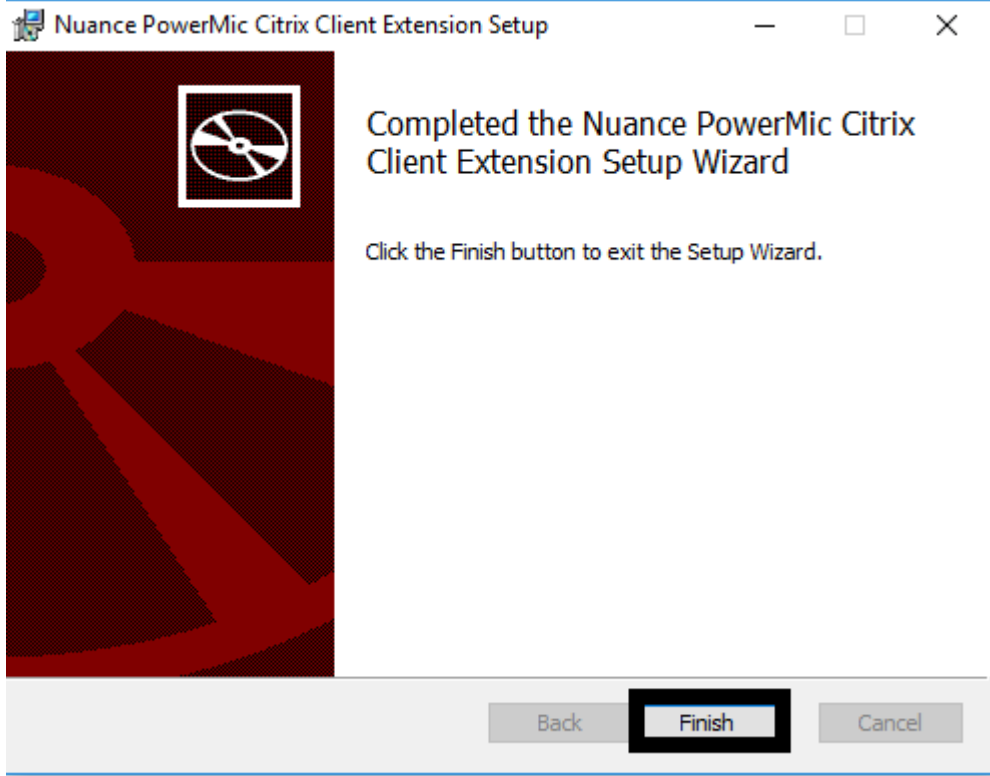 Nuance PowerMic Citrix Client Extension Setup
Completed the Nuance PowerMic Citrix
Client Extension Setup Wizard
Click the Finish button to exit the Setup Wizard.
Back
Finish
Cancel